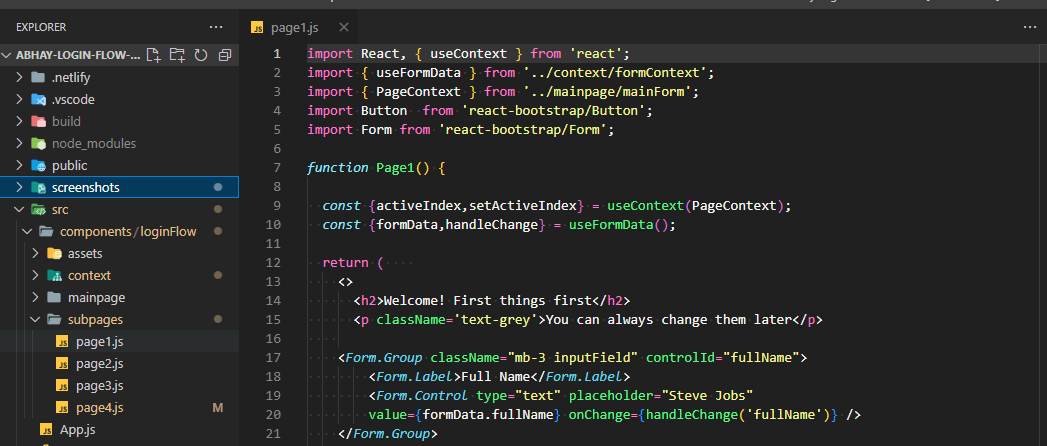 EXPLORER
ABHAY-LOGIN-FLOW-...
.netlify
.vscode
build
node_modules
public
screenshots
src
components/loginFlow
assets
context
mainpage
subpages
JS page1.js
JS page2.js
JS page3.js
JS page4.js M
JS App.js
JS page1.js
1 import React, { useContext } from 'react';
2 import { useFormData } from '../context/formContext';
3 import { PageContext } from '../mainpage/mainForm';
4 import Button  from 'react-bootstrap/Button';
5 import Form from 'react-bootstrap/Form';
6
7 function Page1() {
8
9   const {activeIndex,setActiveIndex} = useContext(PageContext);
10   const {formData,handleChange} = useFormData();
11
12   return (
13     <>
14       <h2>Welcome! First things first</h2>
15       <p className='text-grey'>You can always change them later</p>
16
17     <Form.Group className="mb-3 inputField" controlId="fullName">
18         <Form.Label>Full Name</Form.Label>
19         <Form.Control type="text" placeholder="Steve Jobs"
20         value={formData.fullName} onChange={handleChange('fullName')} />
21     </Form.Group>